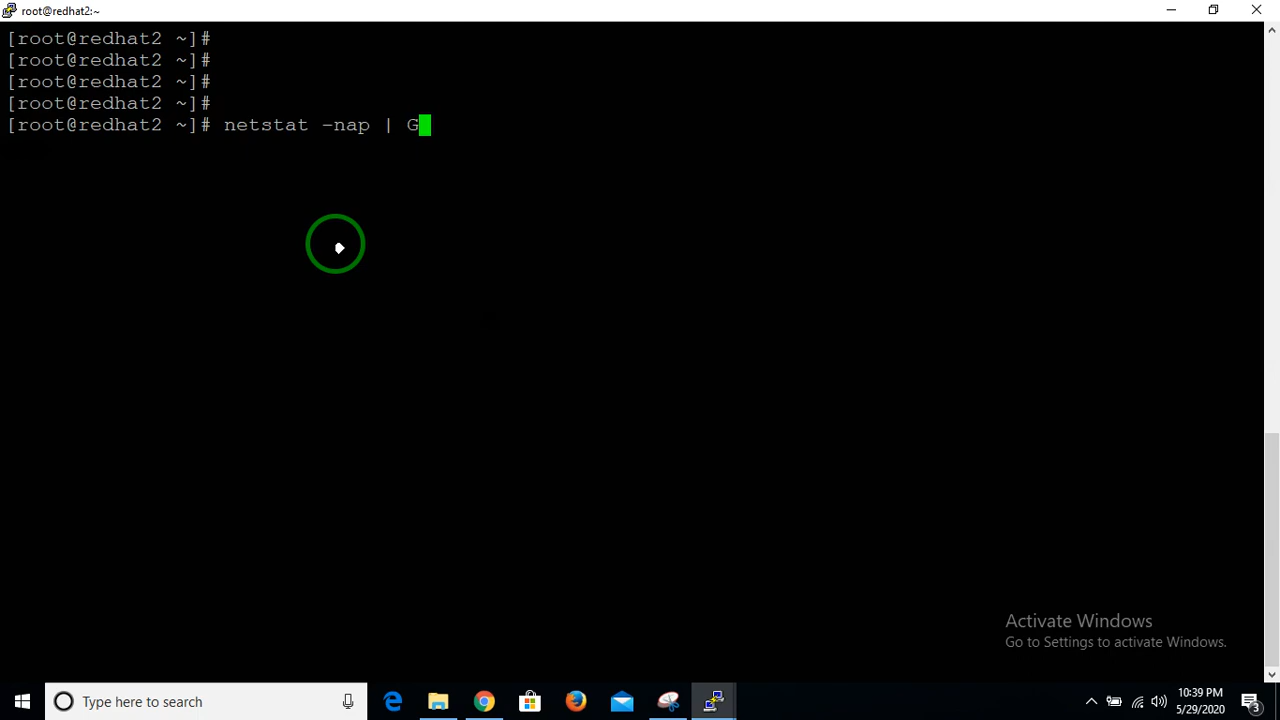 root@redhat2:~
[root@redhat2 ~]#
[root@redhat2 ~]#
[root@redhat2 ~]#
[root@redhat2 ~]#
[root@redhat2 ~]# netstat -nap | G
Activate Windows
Go to Settings to activate Windows.
Type here to search
10:39 PM
5/29/2020
3